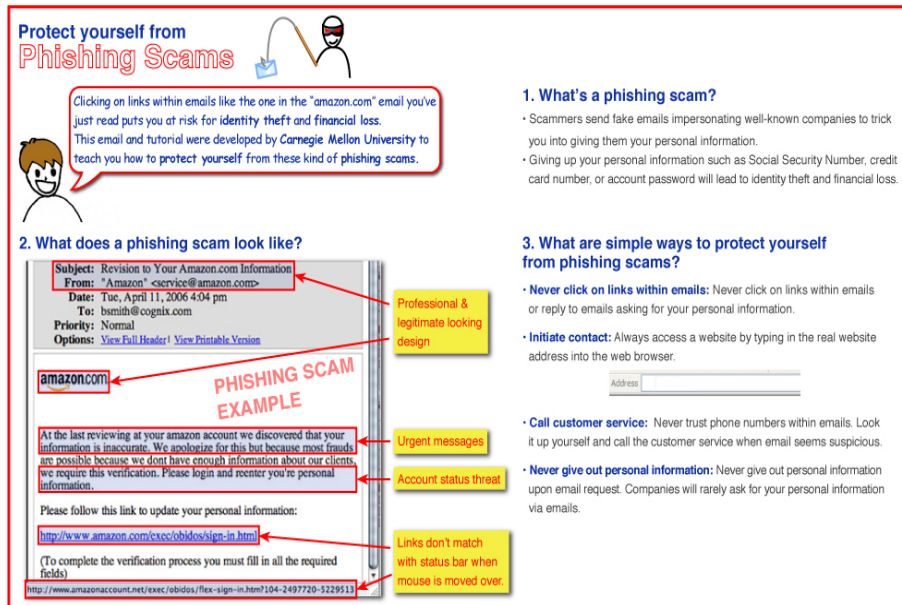 Protect yourself from
Phishing Scams
Clicking on links within emails like the one in the "amazon.com" email you've
just read puts you at risk for identity theft and financial loss.
This email and tutorial were developed by Carnegie Mellon University to
teach you how to protect yourself from these kind of phishing scams.
1. What's a phishing scam?
· Scammers send fake emails impersonating well-known companies to trick
you into giving them your personal information.
· Giving up your personal information such as Social Security Number, credit
card number, or account password will lead to identity theft and financial loss.
2. What does a phishing scam look like?
Subject: Revision to Your Amazon.com Information
From: "Amazon" <service@amazon.com>
Date: Tue, April 11, 2006 4:04 pm
To: bsmith@cognix.com
Priority: Normal
Options: View Full Header | View Printable Version
Professional &
legitimate looking
design
amazon.com
PHISHING SCAM
EXAMPLE
At the last reviewing at your amazon account we discovered that your
information is inaccurate. We apologize for this but because most frauds
are possible because we dont have enough information about our clients,
we require this verification. Please login and reenter you're personal
information.
Urgent messages
Account status threat
Please follow this link to update your personal information:
http://www.amazon.com/exec/obidos/sign-in.html
(To complete the verification process you must fill in all the required
fields)
http://www.amazonaccount.net/exec/obidos/flex-sign-in.htm?104-2497720-5229513
Links don't match
with status bar when
mouse is moved over.
3. What are simple ways to protect yourself
from phishing scams?
· Never click on links within emails: Never click on links within emails
or reply to emails asking for your personal information.
· Initiate contact: Always access a website by typing in the real website
address into the web browser.
Address
· Call customer service: Never trust phone numbers within emails. Look
it up yourself and call the customer service when email seems suspicious.
· Never give out personal information: Never give out personal information
upon email request. Companies will rarely ask for your personal information
via emails.